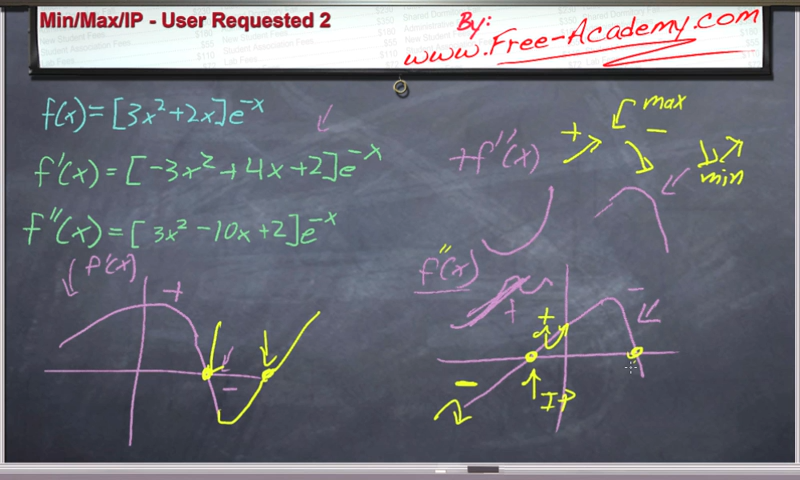 Min/Max/IP - User Requested 2
By:
www.Free-Academy.com
f(x)=[3x²+2x]e^-x
f'(x)=[-3x²+4x+2]e^-x
f''(x)=[3x²-10x+2]e^-x
max
+
-
min
+f''(x)
f'(x)
+
-
f''(x)
+
+
-
-
IP